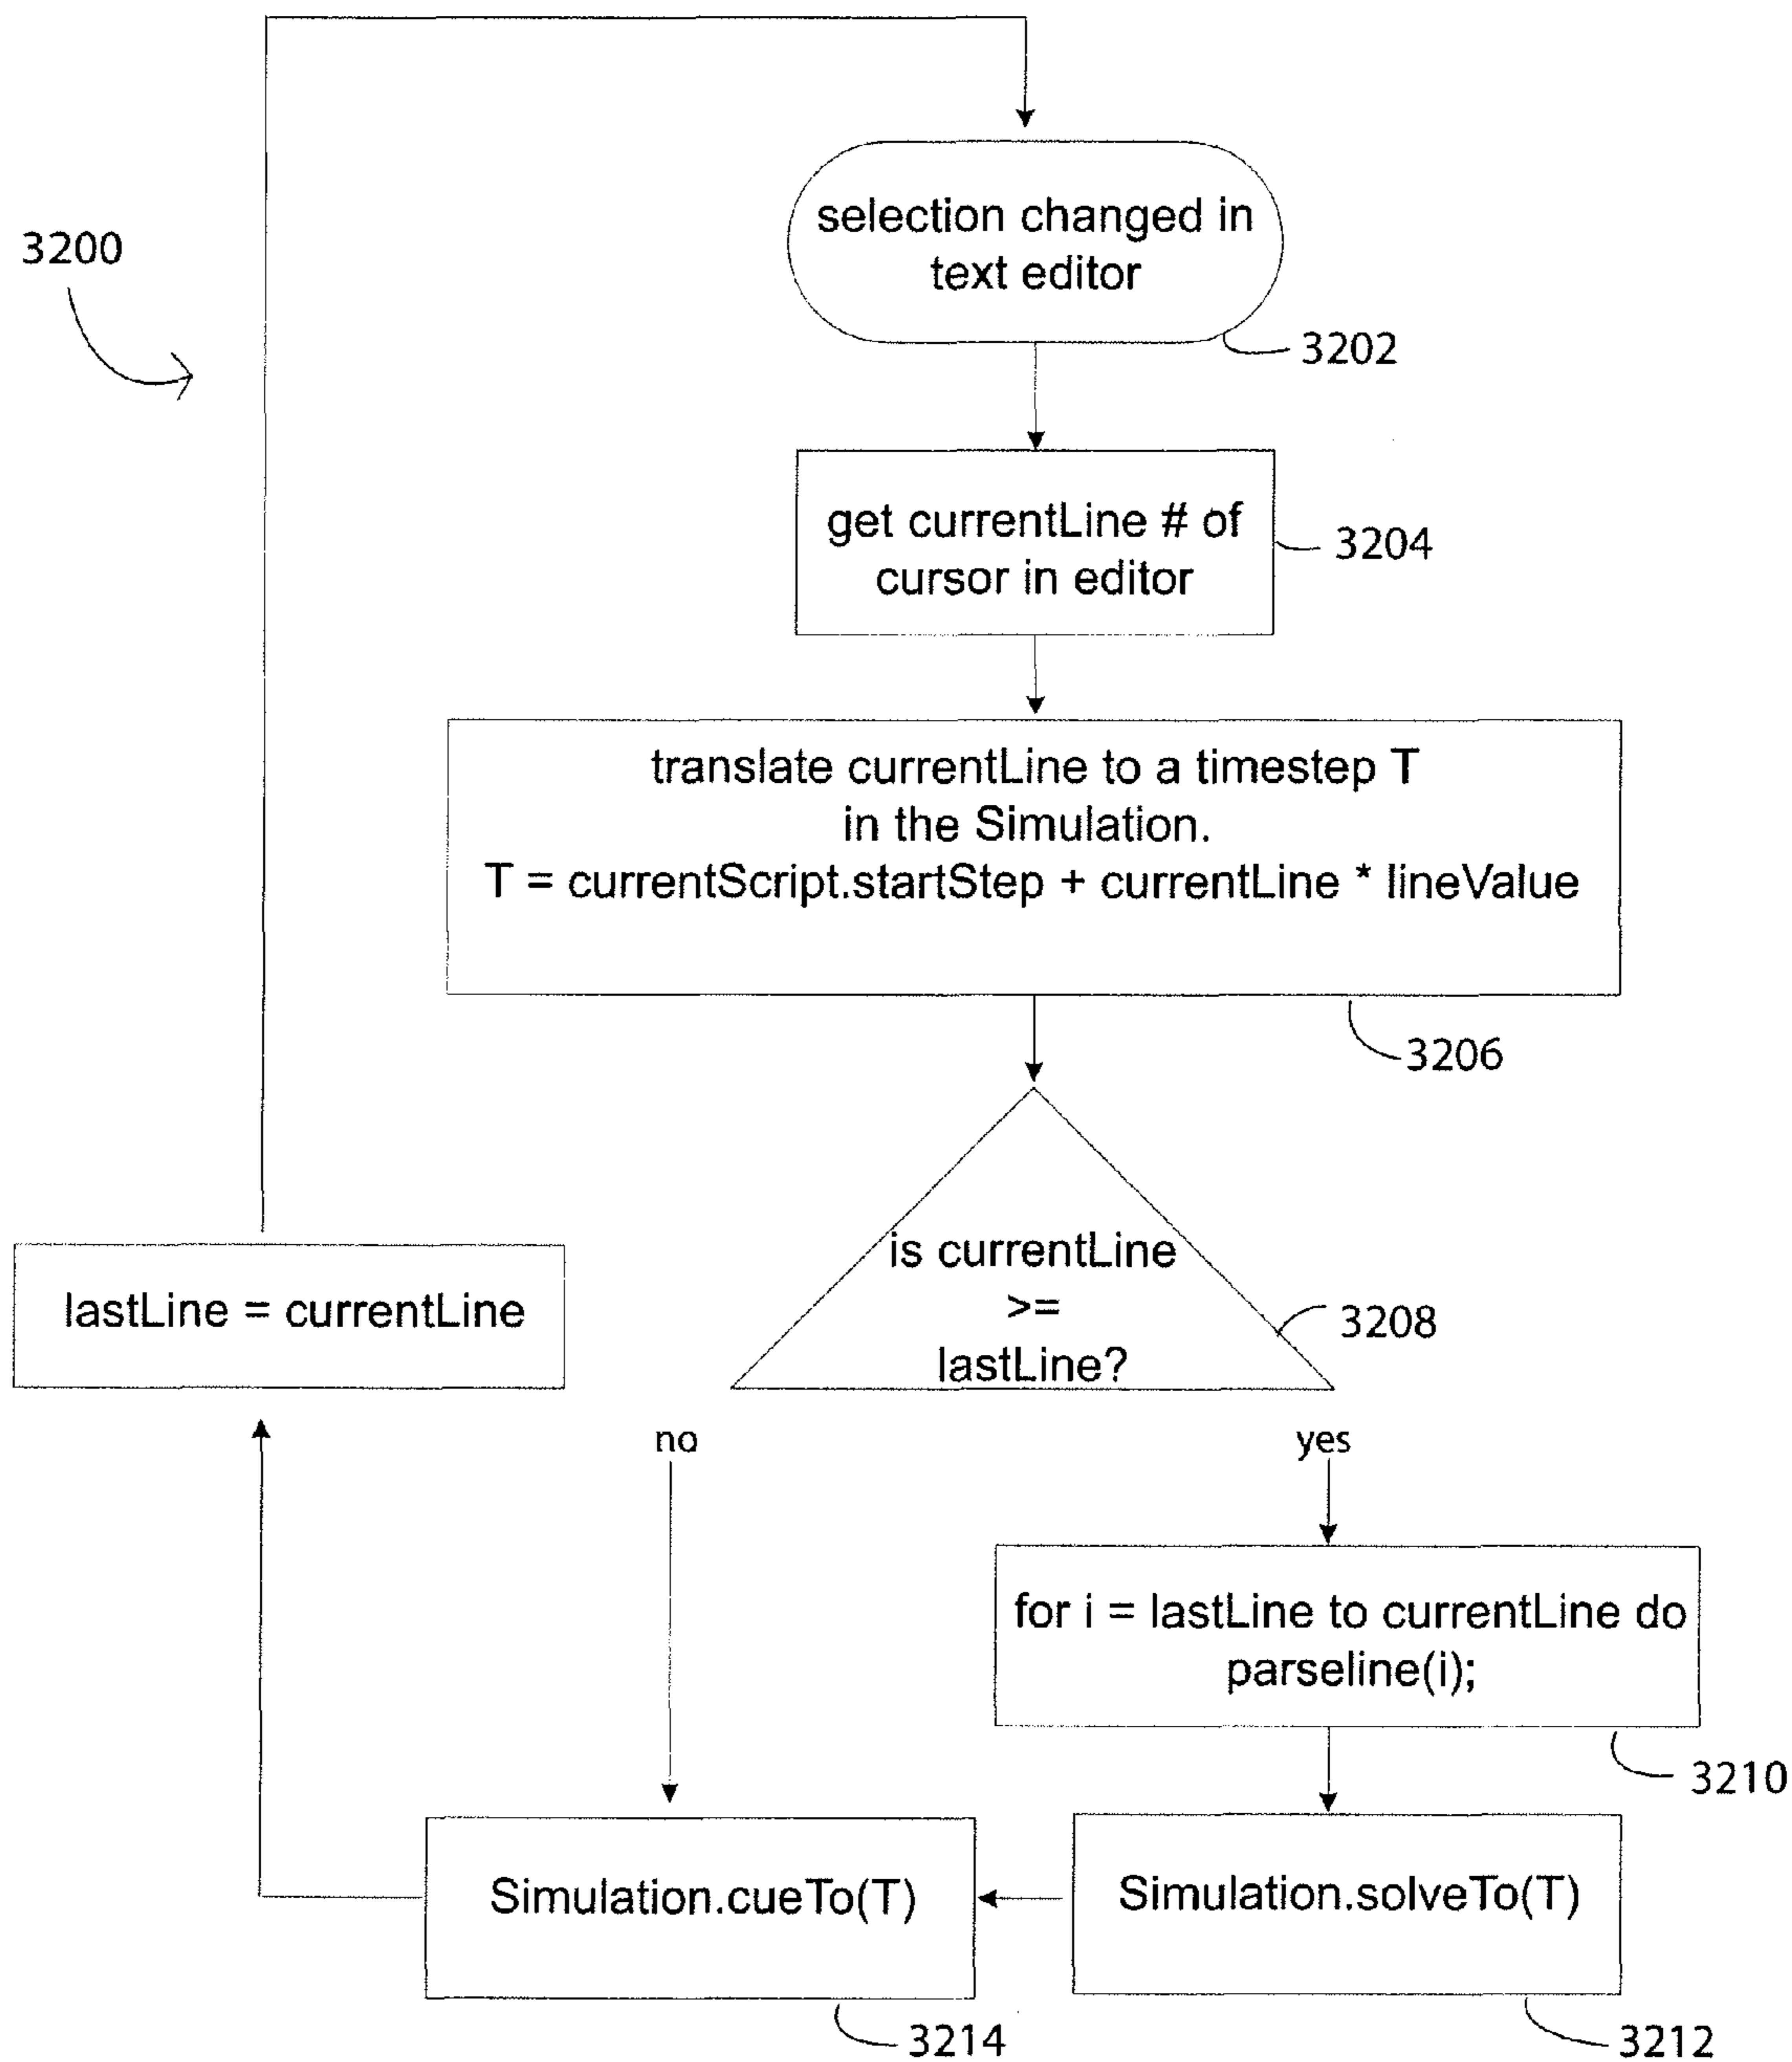 3200
selection changed in
text editor
3202
get currentLine # of
cursor in editor
3204
translate currentLine to a timestep T
in the Simulation.
T = currentScript.startStep + currentLine * lineValue
3206
is currentLine
>=
lastLine?
3208
lastLine = currentLine
no
yes
for i = lastLine to currentLine do
parseline(i);
3210
Simulation.cueTo(T)
3214
Simulation.solveTo(T)
3212